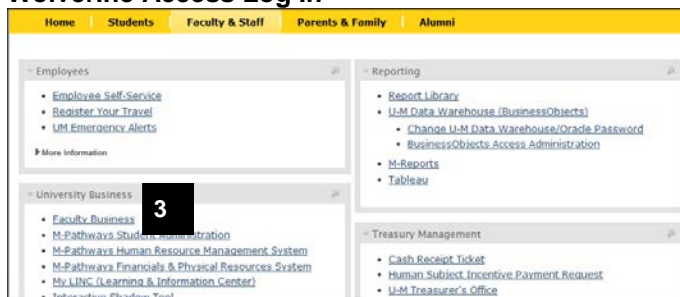 Wolverine Access Log In
Home Students Faculty & Staff Parents & Family Alumni
Employees
Employee Self-Service
Register Your Travel
UM Emergency Alerts
More Information
University Business
3
Faculty Business
M-Pathways Student Administration
M-Pathways Human Resource Management System
M-Pathways Financials & Physical Resources System
My LINC (Learning & Information Center)
Interactive Shadow Tool
Reporting
Report Library
U-M Data Warehouse (BusinessObjects)
Change U-M Data Warehouse/Oracle Password
BusinessObjects Access Administration
M-Reports
Tableau
Treasury Management
Cash Receipt Ticket
Human Subject Incentive Payment Request
U-M Treasurer's Office